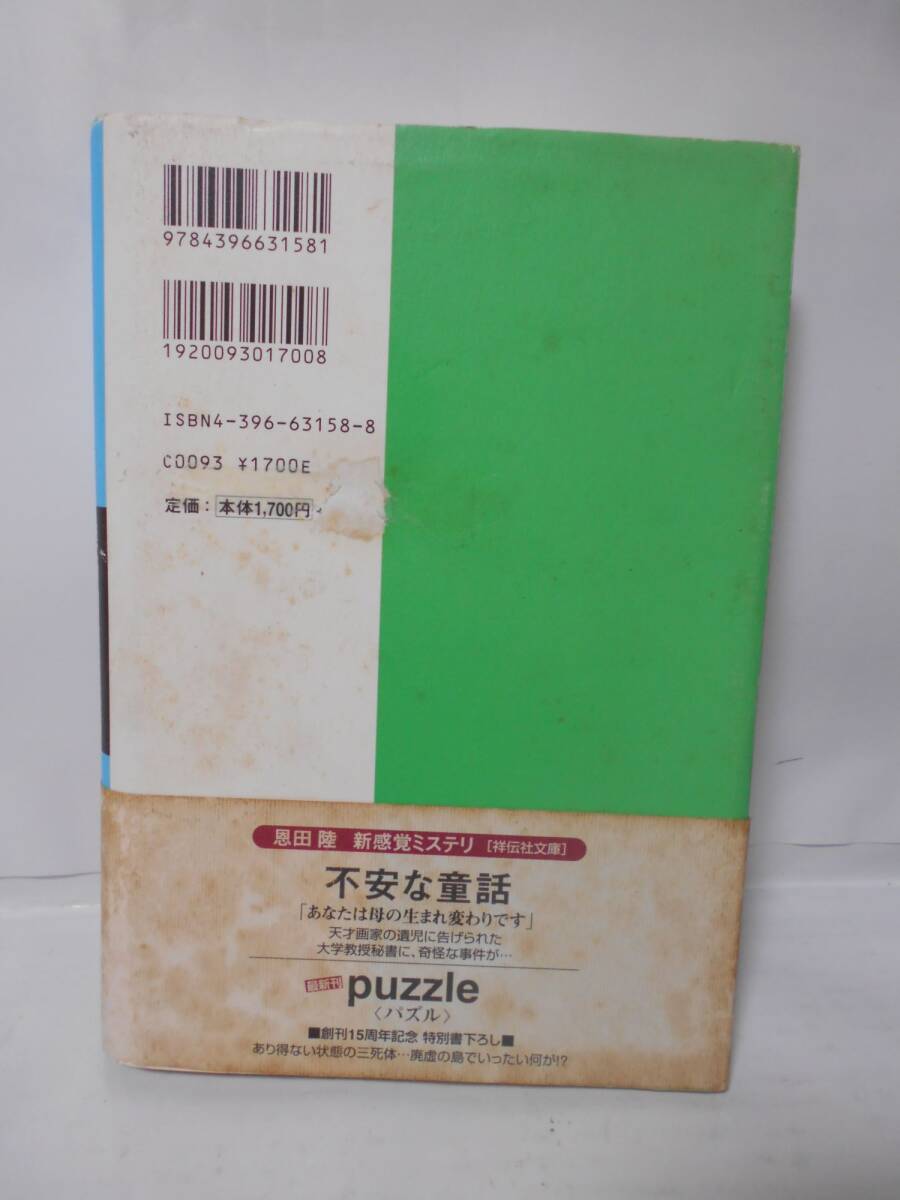 9784396631581
1920093017008
ISBN4-396-63158-8
C0093 ¥1700E
定価：本体1,700円
恩田 陸 新感覚ミステリ ［祥伝社文庫］
不安な童話
「あなたは母の生まれ変わりです」
天才画家の遺児に告げられた
大学教授秘書に、奇怪な事件が…
最新刊 puzzle
〈パズル〉
■創刊15周年記念 特別書下ろし■
あり得ない状態の三死体…廃虚の島でいったい何が!?